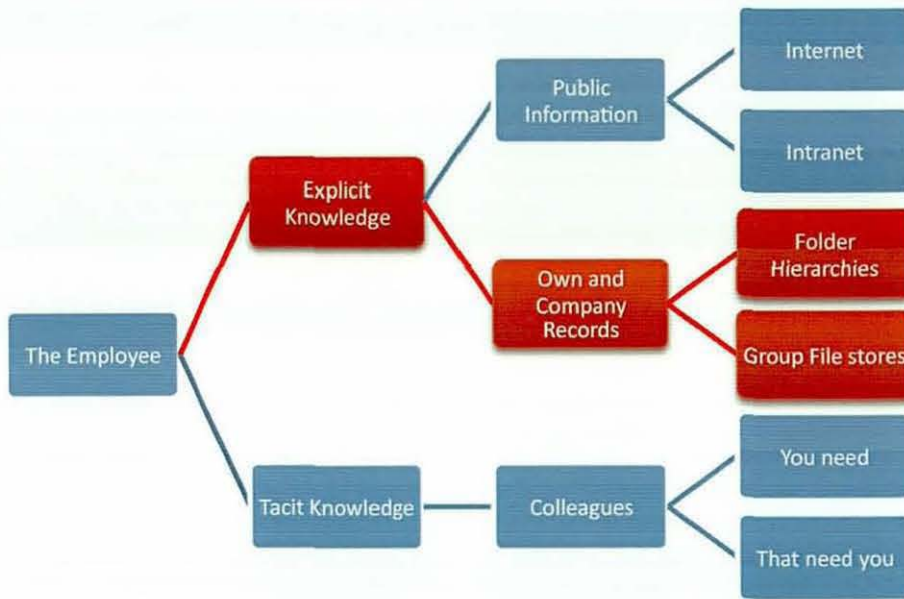 Internet
Public
Information
Intranet
Explicit
Knowledge
Folder
Hierarchies
Own and
Company
Records
Group File stores
The Employee
You need
Tacit Knowledge
Colleagues
That need you